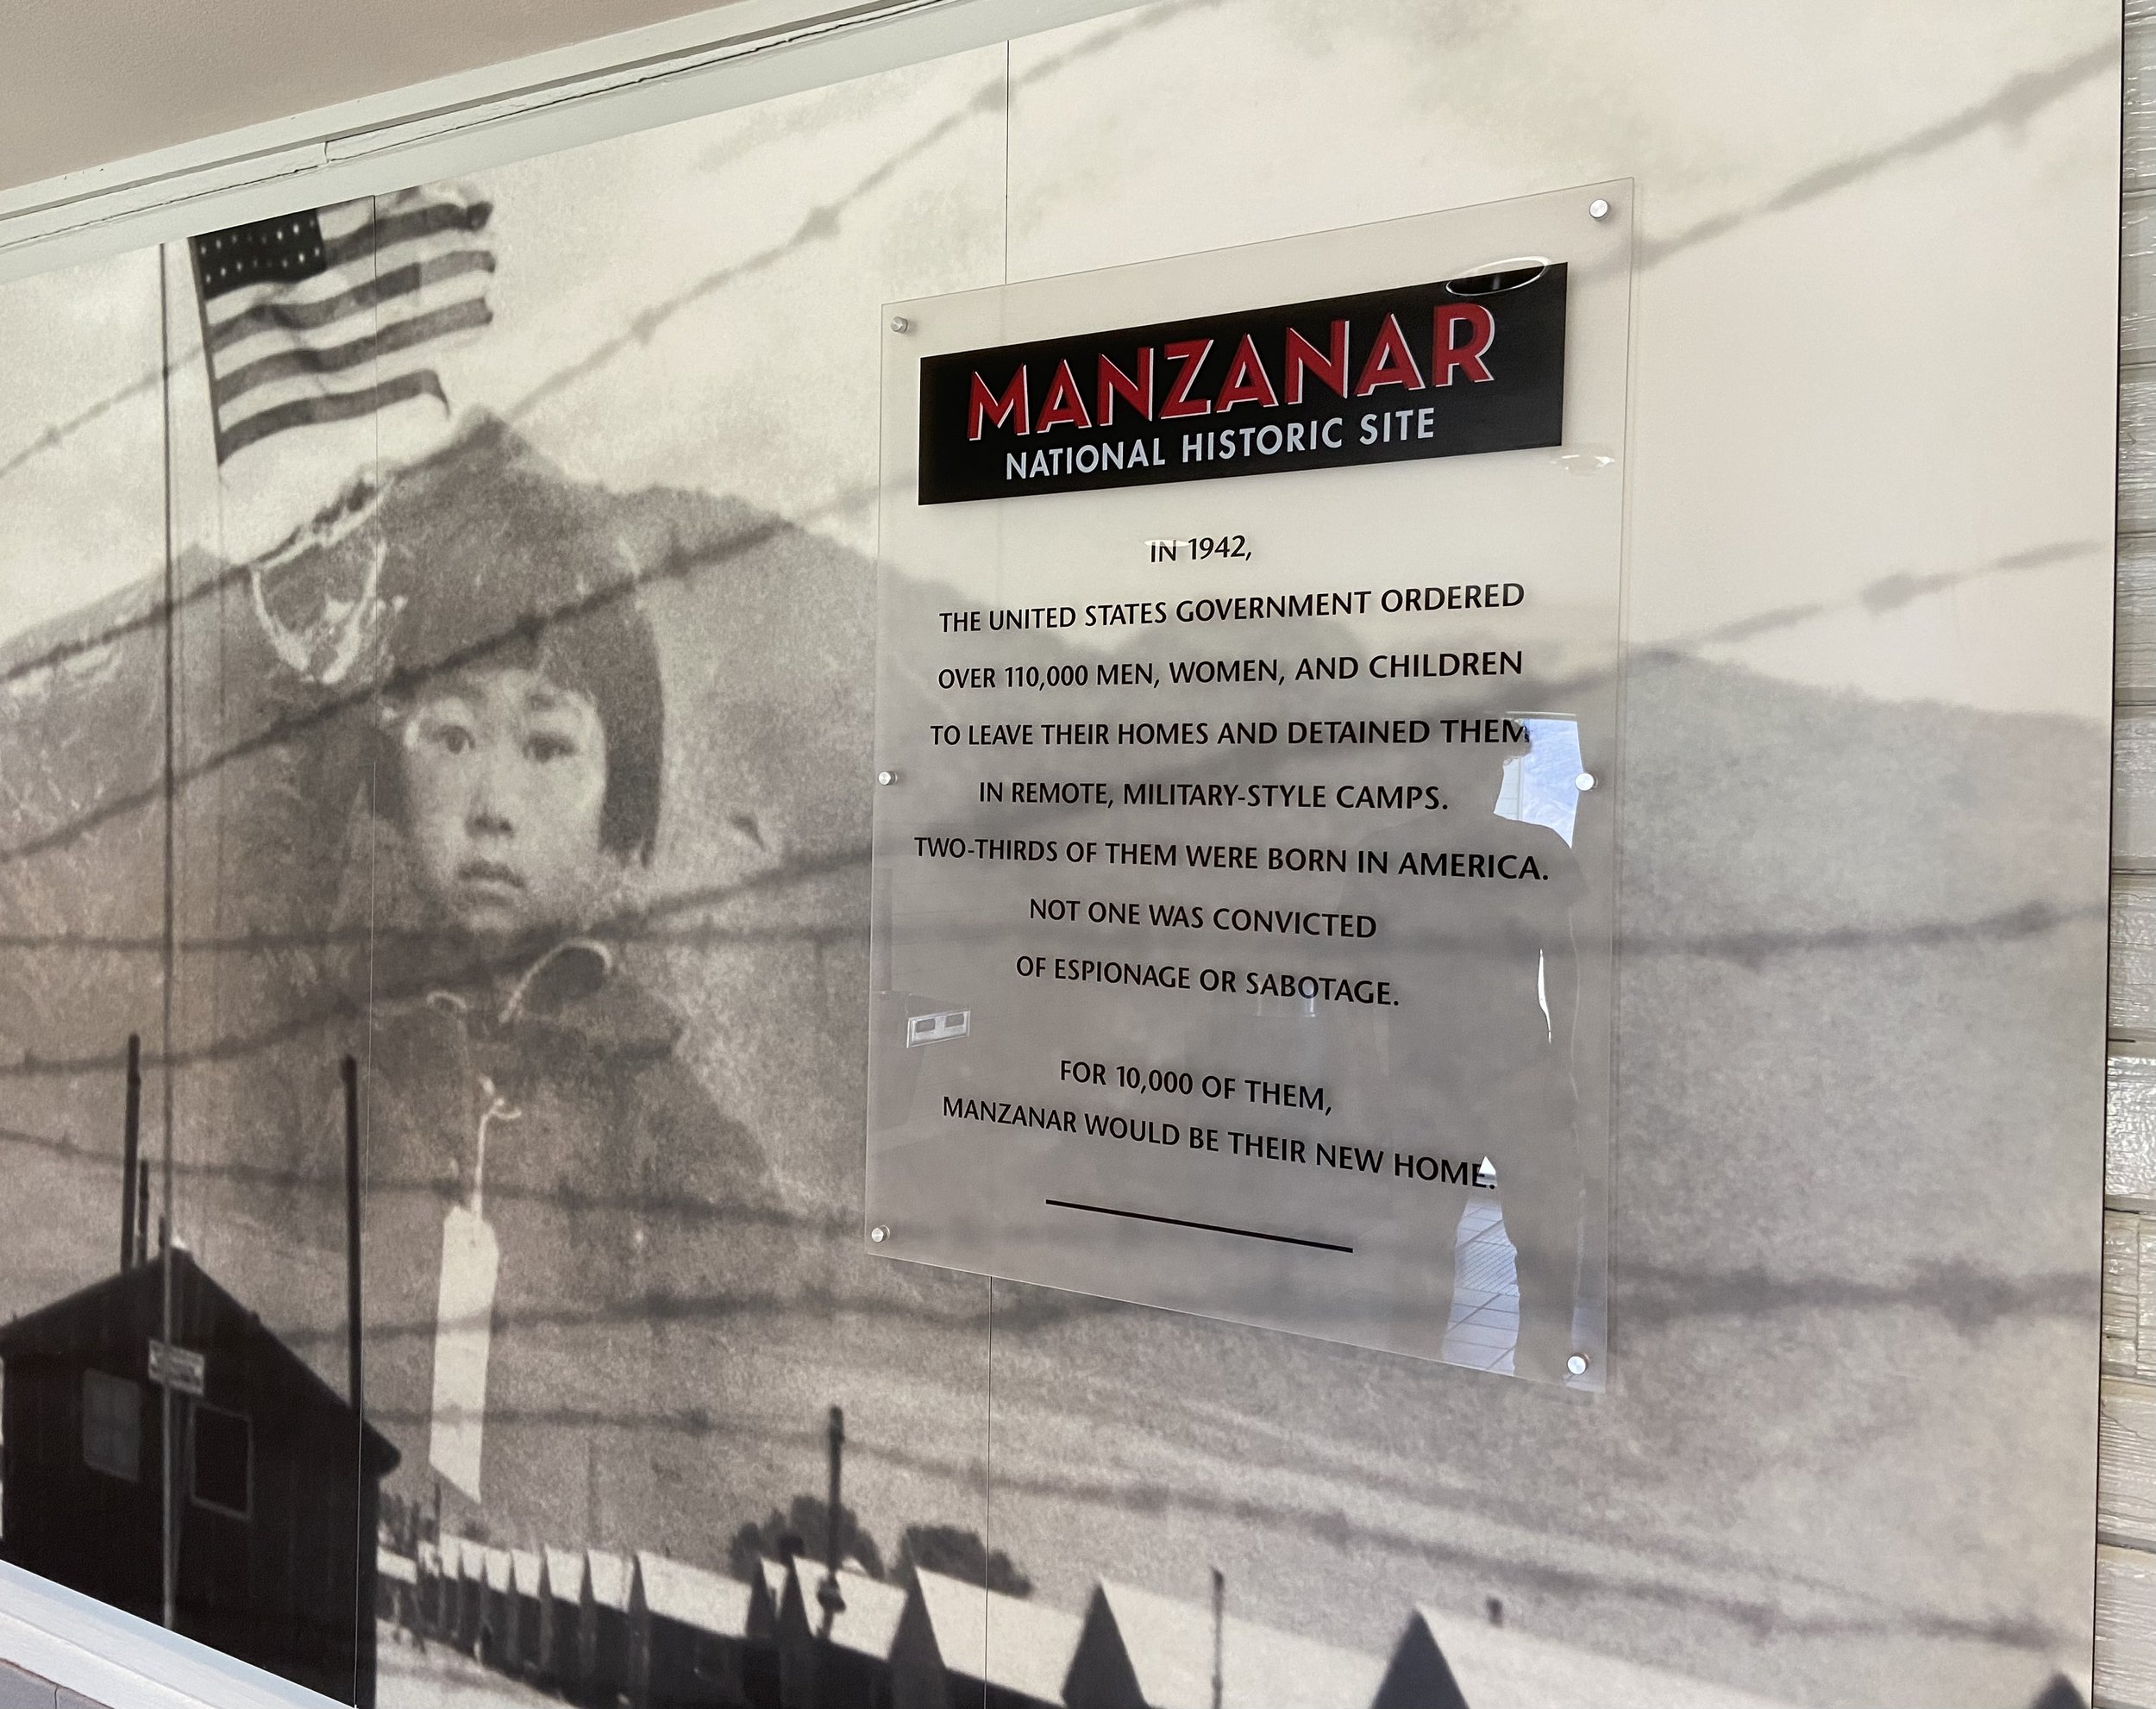 MANZANAR
NATIONAL HISTORIC SITE
IN 1942,
THE UNITED STATES GOVERNMENT ORDERED
OVER 110,000 MEN, WOMEN, AND CHILDREN
TO LEAVE THEIR HOMES AND DETAINED THEM
IN REMOTE, MILITARY-STYLE CAMPS.
TWO-THIRDS OF THEM WERE BORN IN AMERICA.
NOT ONE WAS CONVICTED
OF ESPIONAGE OR SABOTAGE.
FOR 10,000 OF THEM,
MANZANAR WOULD BE THEIR NEW HOME.